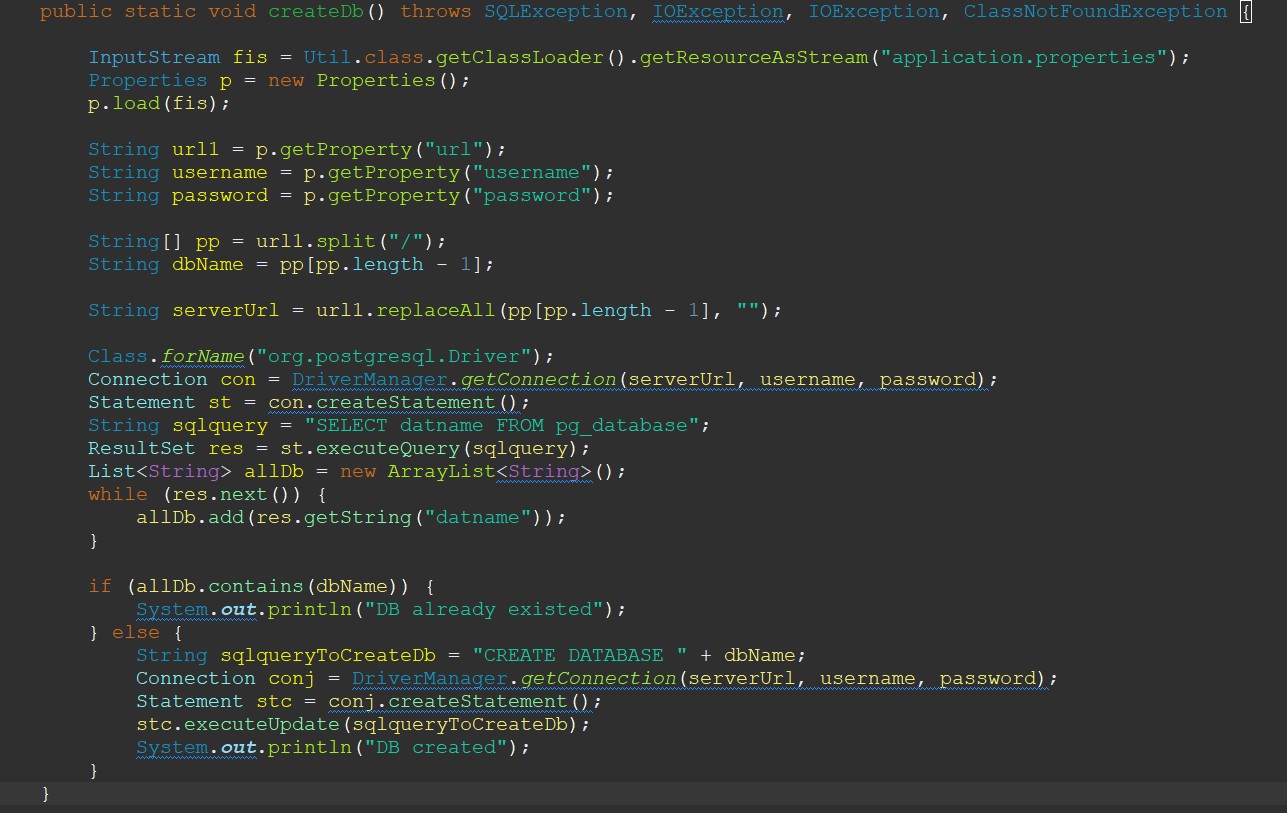 public static void createDb() throws SQLException, IOException, IOException, ClassNotFoundException {
InputStream fis = Util.class.getClassLoader().getResourceAsStream("application.properties");
Properties p = new Properties();
p.load(fis);
String url1 = p.getProperty("url");
String username = p.getProperty("username");
String password = p.getProperty("password");
String[] pp = url1.split("/");
String dbName = pp[pp.length - 1];
String serverUrl = url1.replaceAll(pp[pp.length - 1], "");
Class.forName("org.postgresql.Driver");
Connection con = DriverManager.getConnection(serverUrl, username, password);
Statement st = con.createStatement();
String sqlquery = "SELECT datname FROM pg_database";
ResultSet res = st.executeQuery(sqlquery);
List<String> allDb = new ArrayList<String>();
while (res.next()) {
allDb.add(res.getString("datname"));
}
if (allDb.contains(dbName)) {
System.out.println("DB already existed");
} else {
String sqlqueryToCreateDb = "CREATE DATABASE " + dbName;
Connection conj = DriverManager.getConnection(serverUrl, username, password);
Statement stc = conj.createStatement();
stc.executeUpdate(sqlqueryToCreateDb);
System.out.println("DB created");
}
}